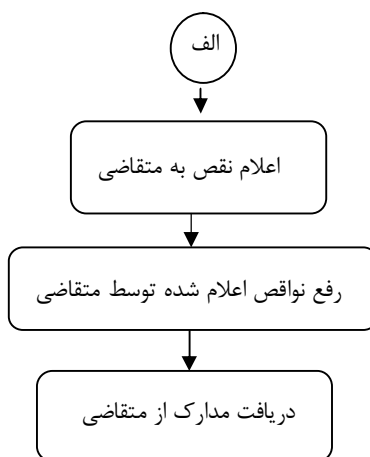 الف
اعلام نقص به متقاضی
رفع نواقص اعلام شده توسط متقاضی
دریافت مدارک از متقاضی